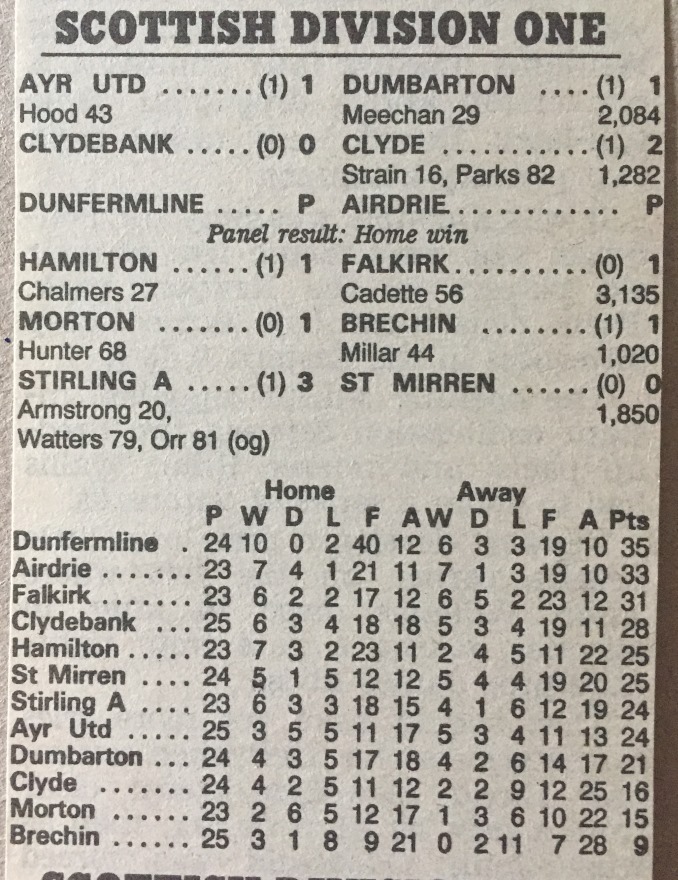 SCOTTISH DIVISION ONE
AYR UTD .......(1) 1 DUMBARTON ....(1) 1
Hood 43 Meechan 29 2,084
CLYDEBANK .....(0) 0 CLYDE ...........(1) 2
Strain 16, Parks 82 1,282
DUNFERMLINE ..... P AIRDRIE............ P
Panel result: Home win
HAMILTON ......(1) 1 FALKIRK..........(0) 1
Chalmers 27 Cadette 56 3,135
MORTON .......(0) 1 BRECHIN ........(1) 1
Hunter 68 Millar 44 1,020
STIRLING A .....(1) 3 ST MIRREN ......(0) 0
Armstrong 20, 1,850
Watters 79, Orr 81 (og)
Home Away
P W D L F A W D L F A Pts
Dunfermline . 24 10 0 2 40 12 6 3 3 19 10 35
Airdrie ....... 23 7 4 1 21 11 7 1 3 19 10 33
Falkirk ....... 23 6 2 2 17 12 6 5 2 23 12 31
Clydebank ... 25 6 3 4 18 18 5 3 4 19 11 28
Hamilton ..... 23 7 3 2 23 11 2 4 5 11 22 25
St Mirren .... 24 5 1 5 12 12 5 4 4 19 20 25
Stirling A .... 23 6 3 3 18 15 4 1 6 12 19 24
Ayr Utd ..... 25 3 5 5 11 17 5 3 4 11 13 24
Dumbarton ... 24 4 3 5 17 18 4 2 6 14 17 21
Clyde ....... 24 4 2 5 11 12 2 2 9 12 25 16
Morton ...... 23 2 6 5 12 17 1 3 6 10 22 15
Brechin ...... 25 3 1 8 9 21 0 2 11 7 28 9